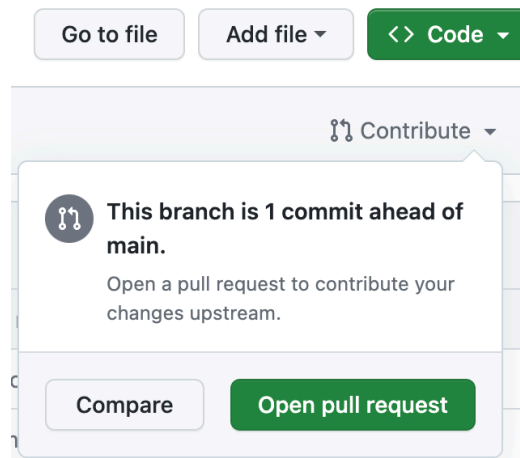 Go to file
Add file
<> Code
Contribute
This branch is 1 commit ahead of
main.
Open a pull request to contribute your
changes upstream.
Compare
Open pull request